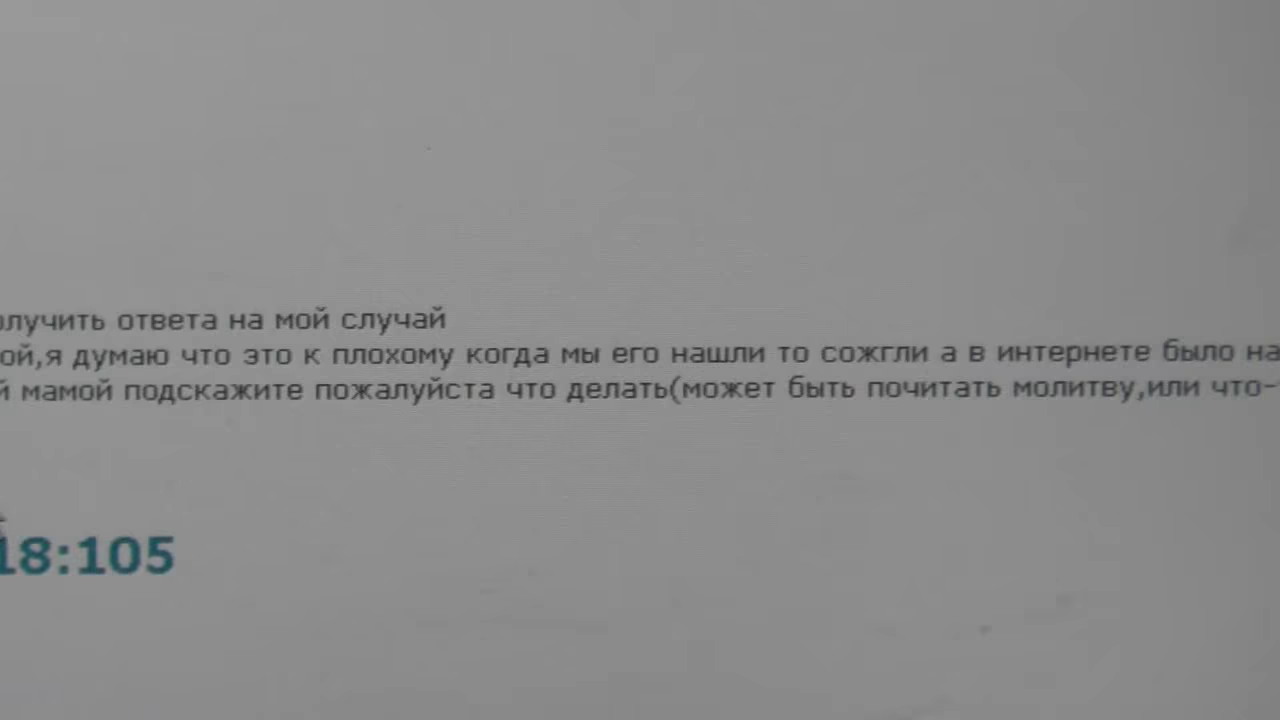 олучить ответа на мой случай
ой,я думаю что это к плохому когда мы его нашли то сожгли а в интернете было на
й мамой подскажите пожалуйста что делать(может быть почитать молитву,или что-
18:105